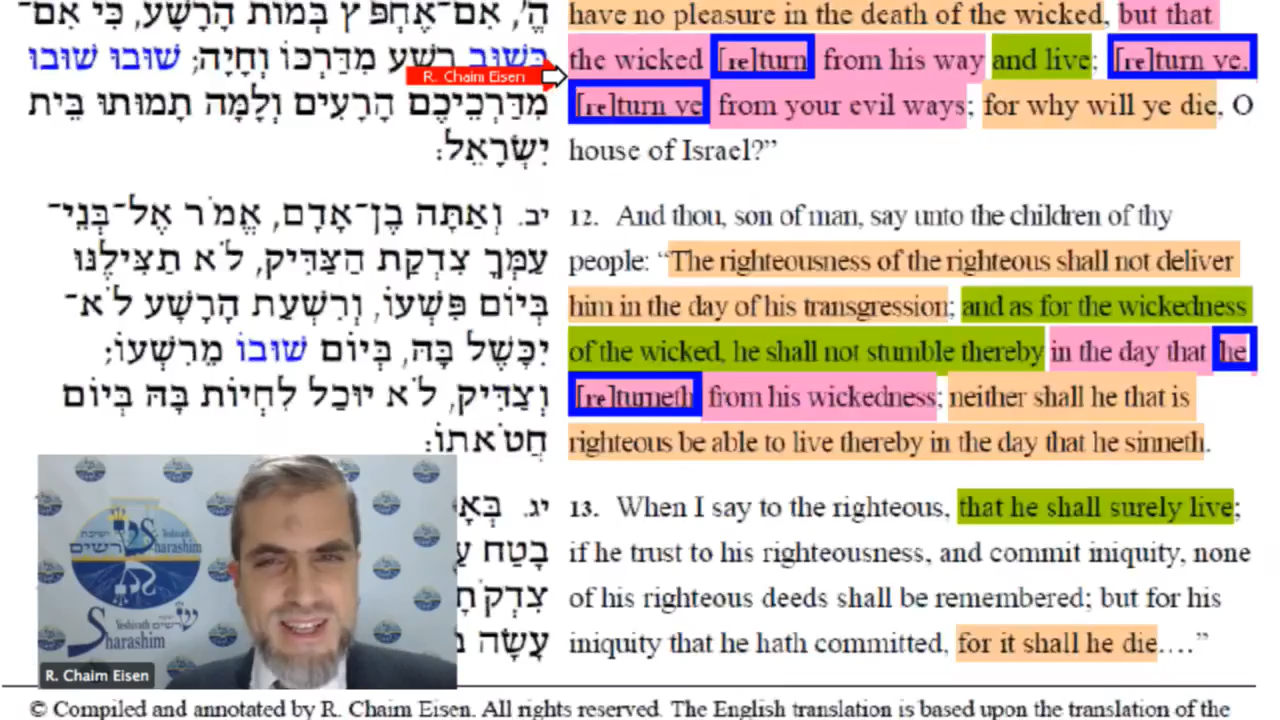 ה', אִם־אֶחְפֹּץ בְּמוֹת הָרָשָׁע, כִּי אִם־
בְּשׁוּב רָשָׁע מִדַּרְכּוֹ וְחָיָה; שׁוּבוּ שׁוּבוּ
מִדַּרְכֵיכֶם הָרָעִים וְלָמָּה תָמוּתוּ בֵּית
יִשְׂרָאֵל:
have no pleasure in the death of the wicked, but that
the wicked [re]turn from his way and live; [re]turn ye,
[re]turn ye from your evil ways; for why will ye die, O
house of Israel?”
R. Chaim Eisen
יב. וְאַתָּה בֶן־אָדָם, אֱמֹר אֶל־בְּנֵי־
עַמְּךָ צִדְקַת הַצַּדִּיק, לֹא תַצִּילֶנּוּ
בְּיוֹם פִּשְׁעוֹ, וְרִשְׁעַת הָרָשָׁע לֹא־
יִכָּשֶׁל בָּהּ, בְּיוֹם שׁוּבוֹ מֵרִשְׁעוֹ;
וְצַדִּיק, לֹא יוּכַל לִחְיוֹת בָּהּ בְּיוֹם
חֲטֹאתוֹ:
12. And thou, son of man, say unto the children of thy
people: “The righteousness of the righteous shall not deliver
him in the day of his transgression; and as for the wickedness
of the wicked, he shall not stumble thereby in the day that he
[re]turneth from his wickedness; neither shall he that is
righteous be able to live thereby in the day that he sinneth.
יג.
בָטַח
עָשָׂה
13. When I say to the righteous, that he shall surely live;
if he trust to his righteousness, and commit iniquity, none
of his righteous deeds shall be remembered; but for his
iniquity that he hath committed, for it shall he die....”
ישיבת
שרשים
Yeshivath
Sharashim
Yeshivath
Sharashim
R. Chaim Eisen
© Compiled and annotated by R. Chaim Eisen. All rights reserved. The English translation is based upon the translation of the